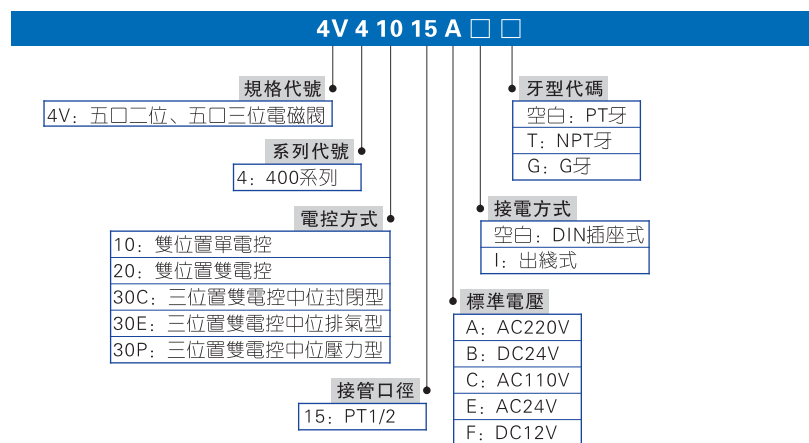 4V 4 10 15 A □ □
規格代號
4V: 五口二位、五口三位電磁閥
系列代號
4: 400系列
電控方式
10: 雙位置單電控
20: 雙位置雙電控
30C: 三位置雙電控中位封閉型
30E: 三位置雙電控中位排氣型
30P: 三位置雙電控中位壓力型
接管口徑
15: PT1/2
標準電壓
A: AC220V
B: DC24V
C: AC110V
E: AC24V
F: DC12V
接電方式
空白: DIN插座式
I: 出綫式
牙型代碼
空白: PT牙
T: NPT牙
G: G牙